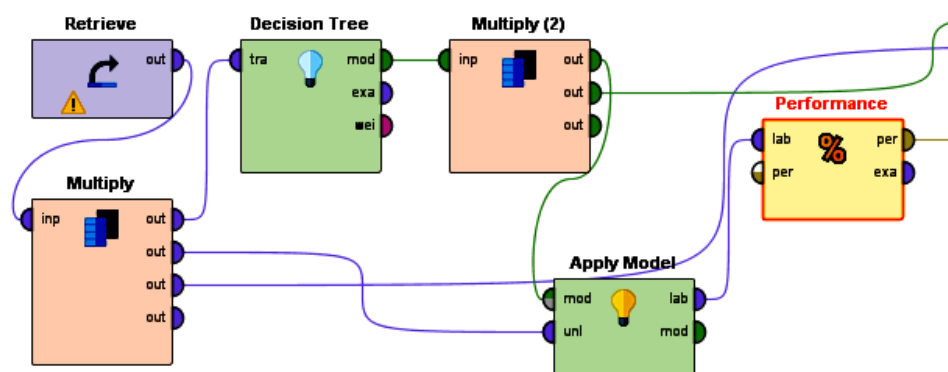 Retrieve
out
Decision Tree
tra
mod
exa
wei
Multiply (2)
inp
out
out
out
Performance
lab
per
per
exa
%
Multiply
inp
out
out
out
out
Apply Model
mod
lab
unl
mod